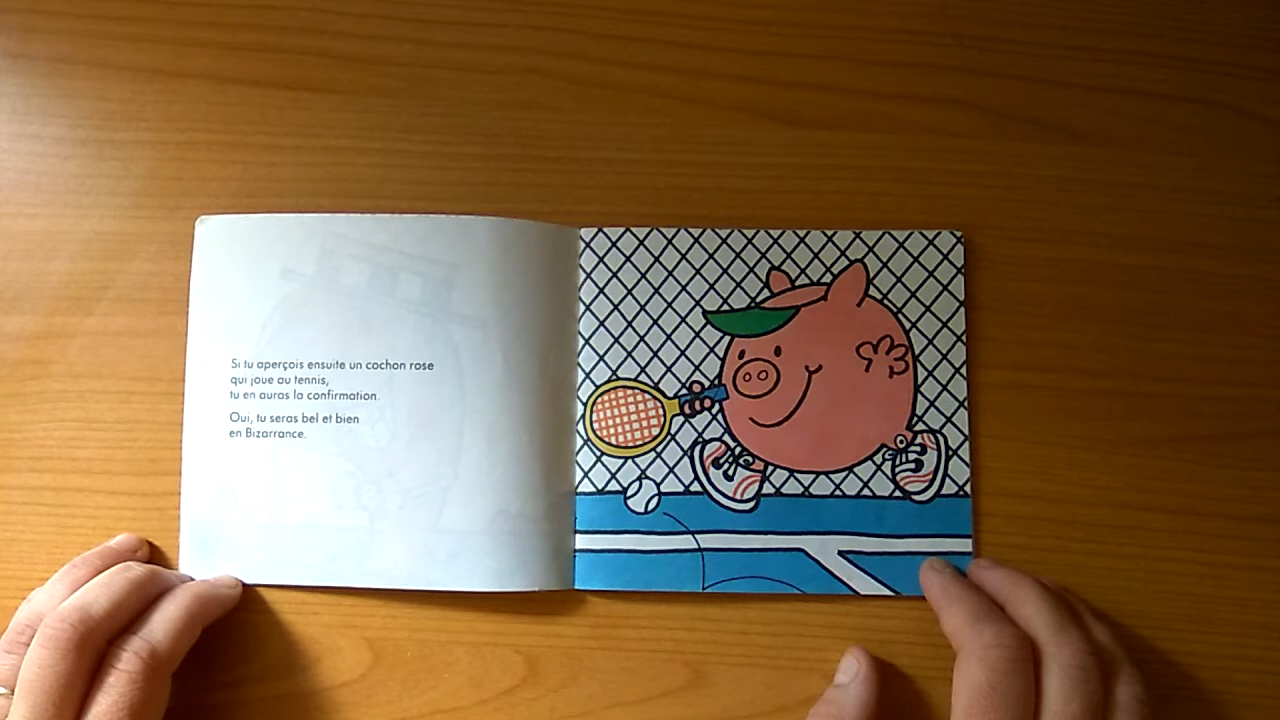 Si tu aperçois ensuite un cochon rose
qui joue au tennis,
tu en auras la confirmation.
Oui, tu seras bel et bien
en Bizarrance.